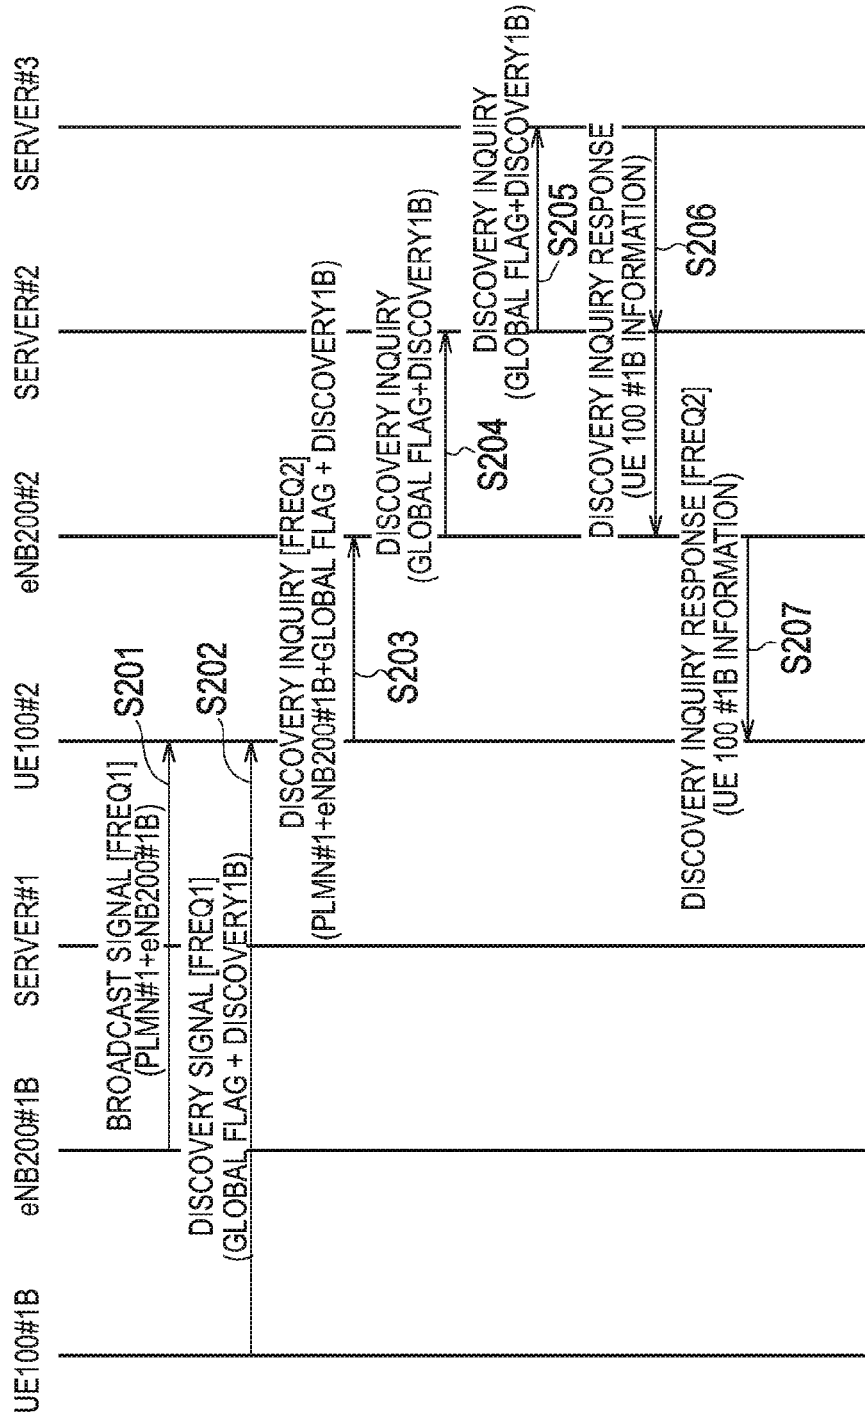 UE100#1B
eNB200#1B
SERVER#1
UE100#2
eNB200#2
SERVER#2
SERVER#3
BROADCAST SIGNAL [FREQ1]
(PLMN#1+eNB200#1B)
S201
DISCOVERY SIGNAL [FREQ1]
(GLOBAL FLAG + DISCOVERY1B)
S202
DISCOVERY INQUIRY [FREQ2]
(PLMN#1+eNB200#1B+GLOBAL FLAG + DISCOVERY1B)
S203
DISCOVERY INQUIRY
(GLOBAL FLAG+DISCOVERY1B)
S204
DISCOVERY INQUIRY
(GLOBAL FLAG+DISCOVERY1B)
S205
DISCOVERY INQUIRY RESPONSE
(UE 100 #1B INFORMATION)
S206
DISCOVERY INQUIRY RESPONSE [FREQ2]
(UE 100 #1B INFORMATION)
S207